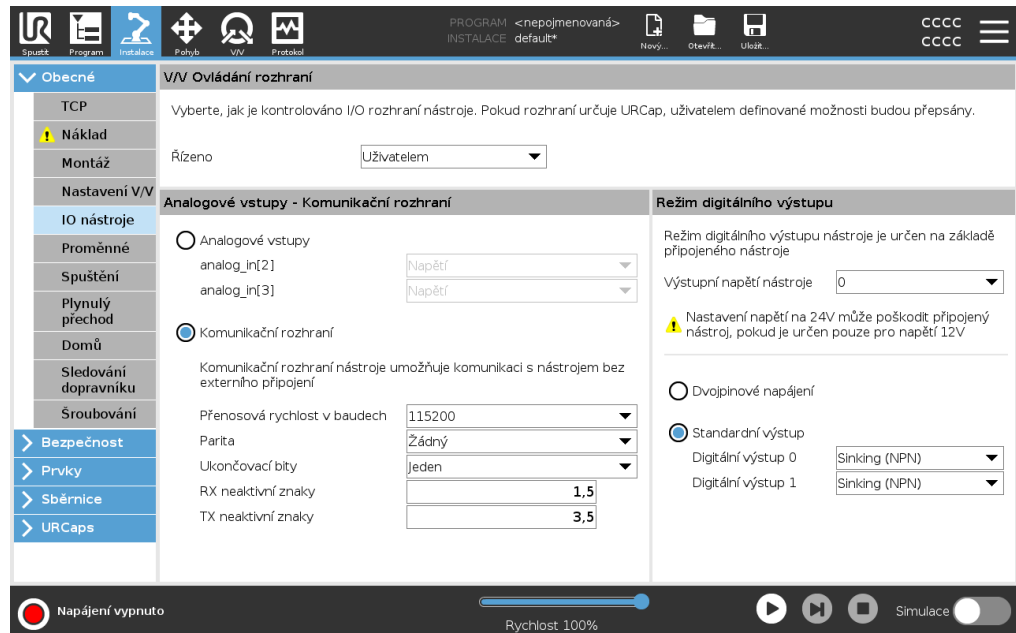 UR
Spustit
Program
Instalace
Pohyb
V/V
Protokol
PROGRAM <nepojmenovaná>
INSTALACE default*
Nový...
Otevřít...
Uložit...
CCCC
CCCC
Obecné
TCP
Náklad
Montáž
Nastavení V/V
IO nástroje
Proměnné
Spuštění
Plynulý
přechod
Domů
Sledování
dopravníku
Šroubování
Bezpečnost
Prvky
Sběrnice
URCaps
V/V Ovládání rozhraní
Vyberte, jak je kontrolováno I/O rozhraní nástroje. Pokud rozhraní určuje URCap, uživatelem definované možnosti budou přepsány.
Řízeno Uživatelem
Analogové vstupy - Komunikační rozhraní
Analogové vstupy
analog_in[2] Napětí
analog_in[3] Napětí
Komunikační rozhraní
Komunikační rozhraní nástroje umožňuje komunikaci s nástrojem bez
externího připojení
Přenosová rychlost v baudech 115200
Parita Žádný
Ukončovací bity Jeden
RX neaktivní znaky 1,5
TX neaktivní znaky 3,5
Režim digitálního výstupu
Režim digitálního výstupu nástroje je určen na základě
připojeného nástroje
Výstupní napětí nástroje 0
Nastavení napětí na 24V může poškodit připojený
nástroj, pokud je určen pouze pro napětí 12V
Dvojpinové napájení
Standardní výstup
Digitální výstup 0 Sinking (NPN)
Digitální výstup 1 Sinking (NPN)
Napájení vypnuto
Rychlost 100%
Simulace